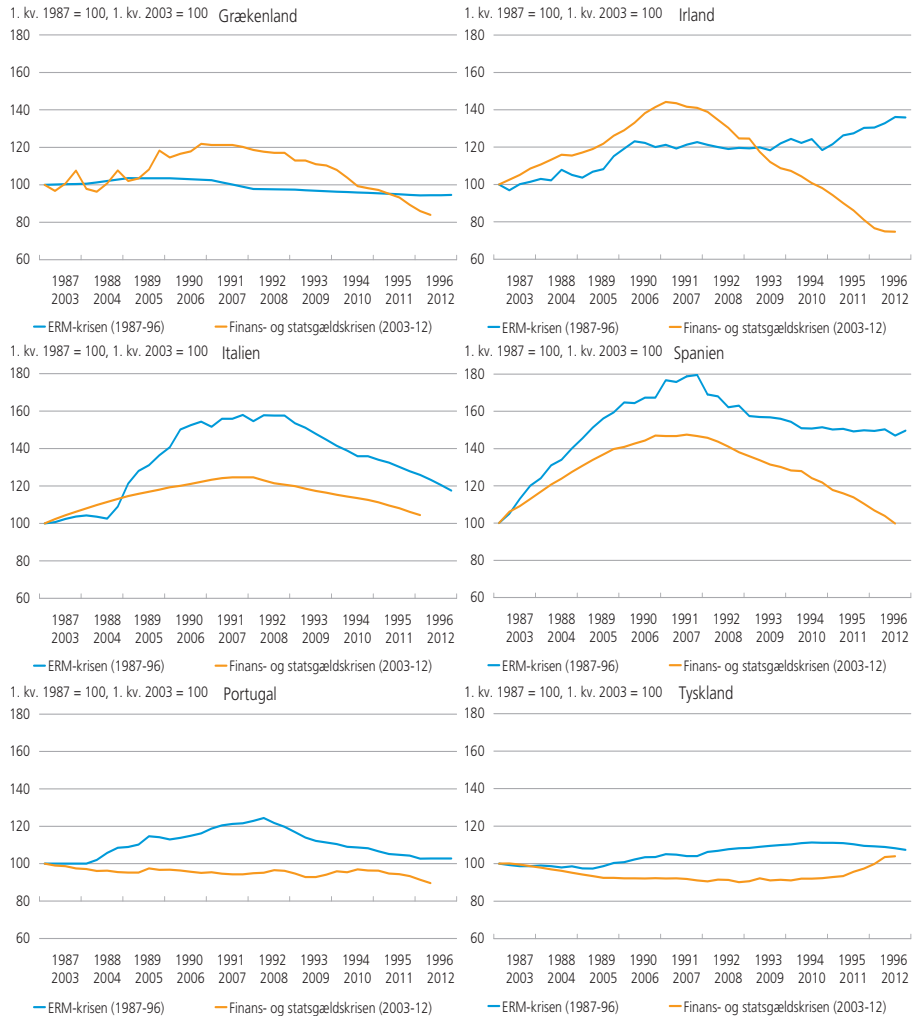 1. kv. 1987 = 100, 1. kv. 2003 = 100 Grækenland
180
160
140
120
100
80
60
1987 1988 1989 1990 1991 1992 1993 1994 1995 1996
2003 2004 2005 2006 2007 2008 2009 2010 2011 2012
ERM-krisen (1987-96) Finans- og statsgældskrisen (2003-12)
1. kv. 1987 = 100, 1. kv. 2003 = 100 Irland
180
160
140
120
100
80
60
1987 1988 1989 1990 1991 1992 1993 1994 1995 1996
2003 2004 2005 2006 2007 2008 2009 2010 2011 2012
ERM-krisen (1987-96) Finans- og statsgældskrisen (2003-12)
1. kv. 1987 = 100, 1. kv. 2003 = 100 Italien
180
160
140
120
100
80
60
1987 1988 1989 1990 1991 1992 1993 1994 1995 1996
2003 2004 2005 2006 2007 2008 2009 2010 2011 2012
ERM-krisen (1987-96) Finans- og statsgældskrisen (2003-12)
1. kv. 1987 = 100, 1. kv. 2003 = 100 Spanien
180
160
140
120
100
80
60
1987 1988 1989 1990 1991 1992 1993 1994 1995 1996
2003 2004 2005 2006 2007 2008 2009 2010 2011 2012
ERM-krisen (1987-96) Finans- og statsgældskrisen (2003-12)
1. kv. 1987 = 100, 1. kv. 2003 = 100 Portugal
180
160
140
120
100
80
60
1987 1988 1989 1990 1991 1992 1993 1994 1995 1996
2003 2004 2005 2006 2007 2008 2009 2010 2011 2012
ERM-krisen (1987-96) Finans- og statsgældskrisen (2003-12)
1. kv. 1987 = 100, 1. kv. 2003 = 100 Tyskland
180
160
140
120
100
80
60
1987 1988 1989 1990 1991 1992 1993 1994 1995 1996
2003 2004 2005 2006 2007 2008 2009 2010 2011 2012
ERM-krisen (1987-96) Finans- og statsgældskrisen (2003-12)